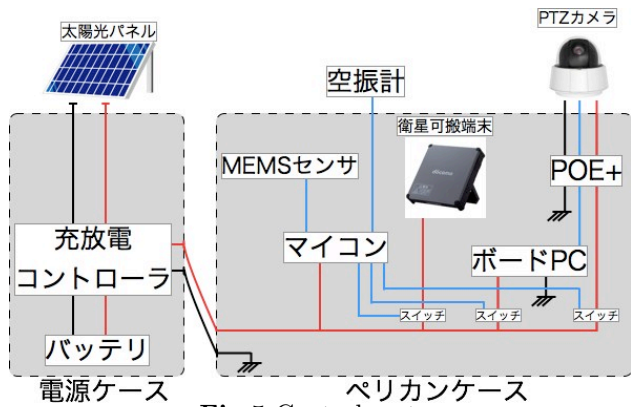 太陽光パネル
PTZカメラ
空振計
衛星可搬端末
MEMSセンサ
POE+
充放電
コントローラ
マイコン
ボードPC
スイッチ
スイッチ
スイッチ
バッテリ
電源ケース
ペリカンケース